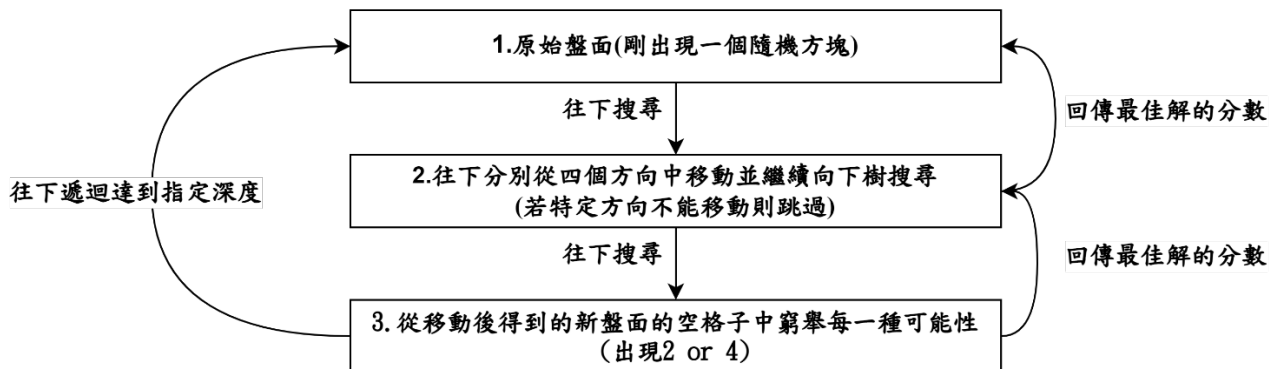 1.原始盤面(剛出現一個隨機方塊)
往下搜尋
回傳最佳解的分數
2.往下分別從四個方向中移動並繼續向下樹搜尋
(若特定方向不能移動則跳過)
往下遞迴達到指定深度
往下搜尋
回傳最佳解的分數
3.從移動後得到的新盤面的空格子中窮舉每一種可能性
(出現2 or 4)